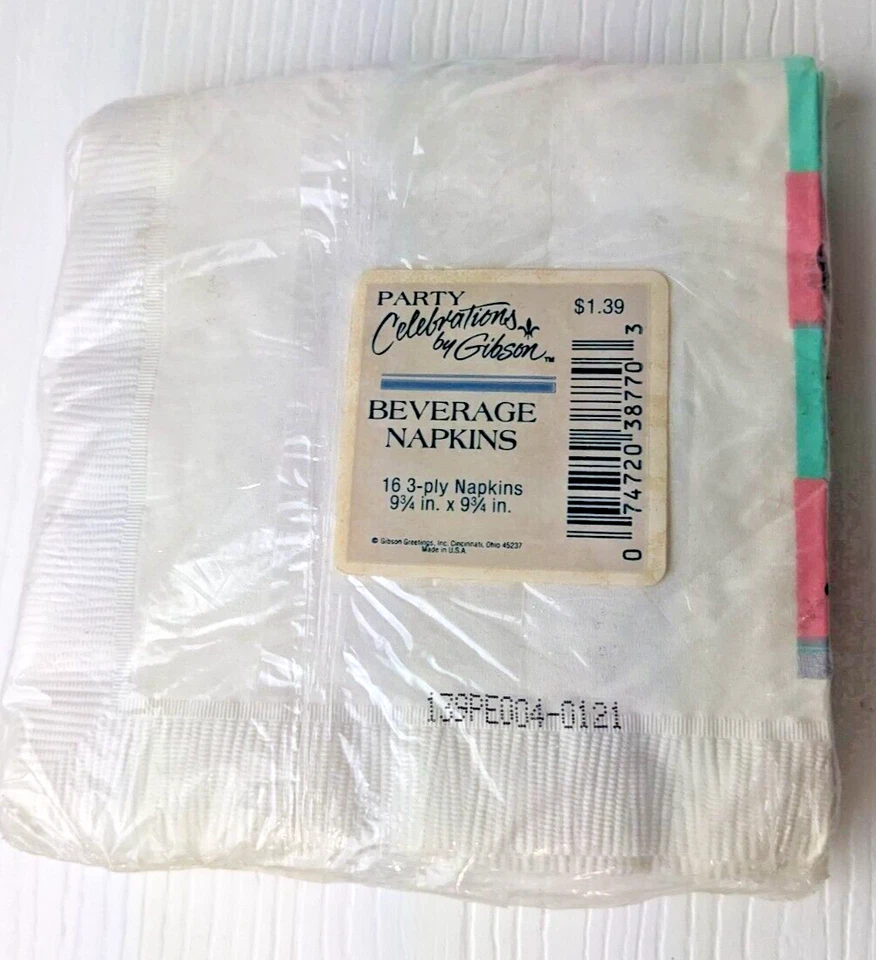 PARTY
Celebrations
by Gibson™
$1.39
BEVERAGE
NAPKINS
16 3-ply Napkins
9¾ in. x 9¾ in.
© Gibson Greetings, Inc. Cincinnati, Ohio 45237
Made in U.S.A.
0 74720 38770 3
139PE004-0121